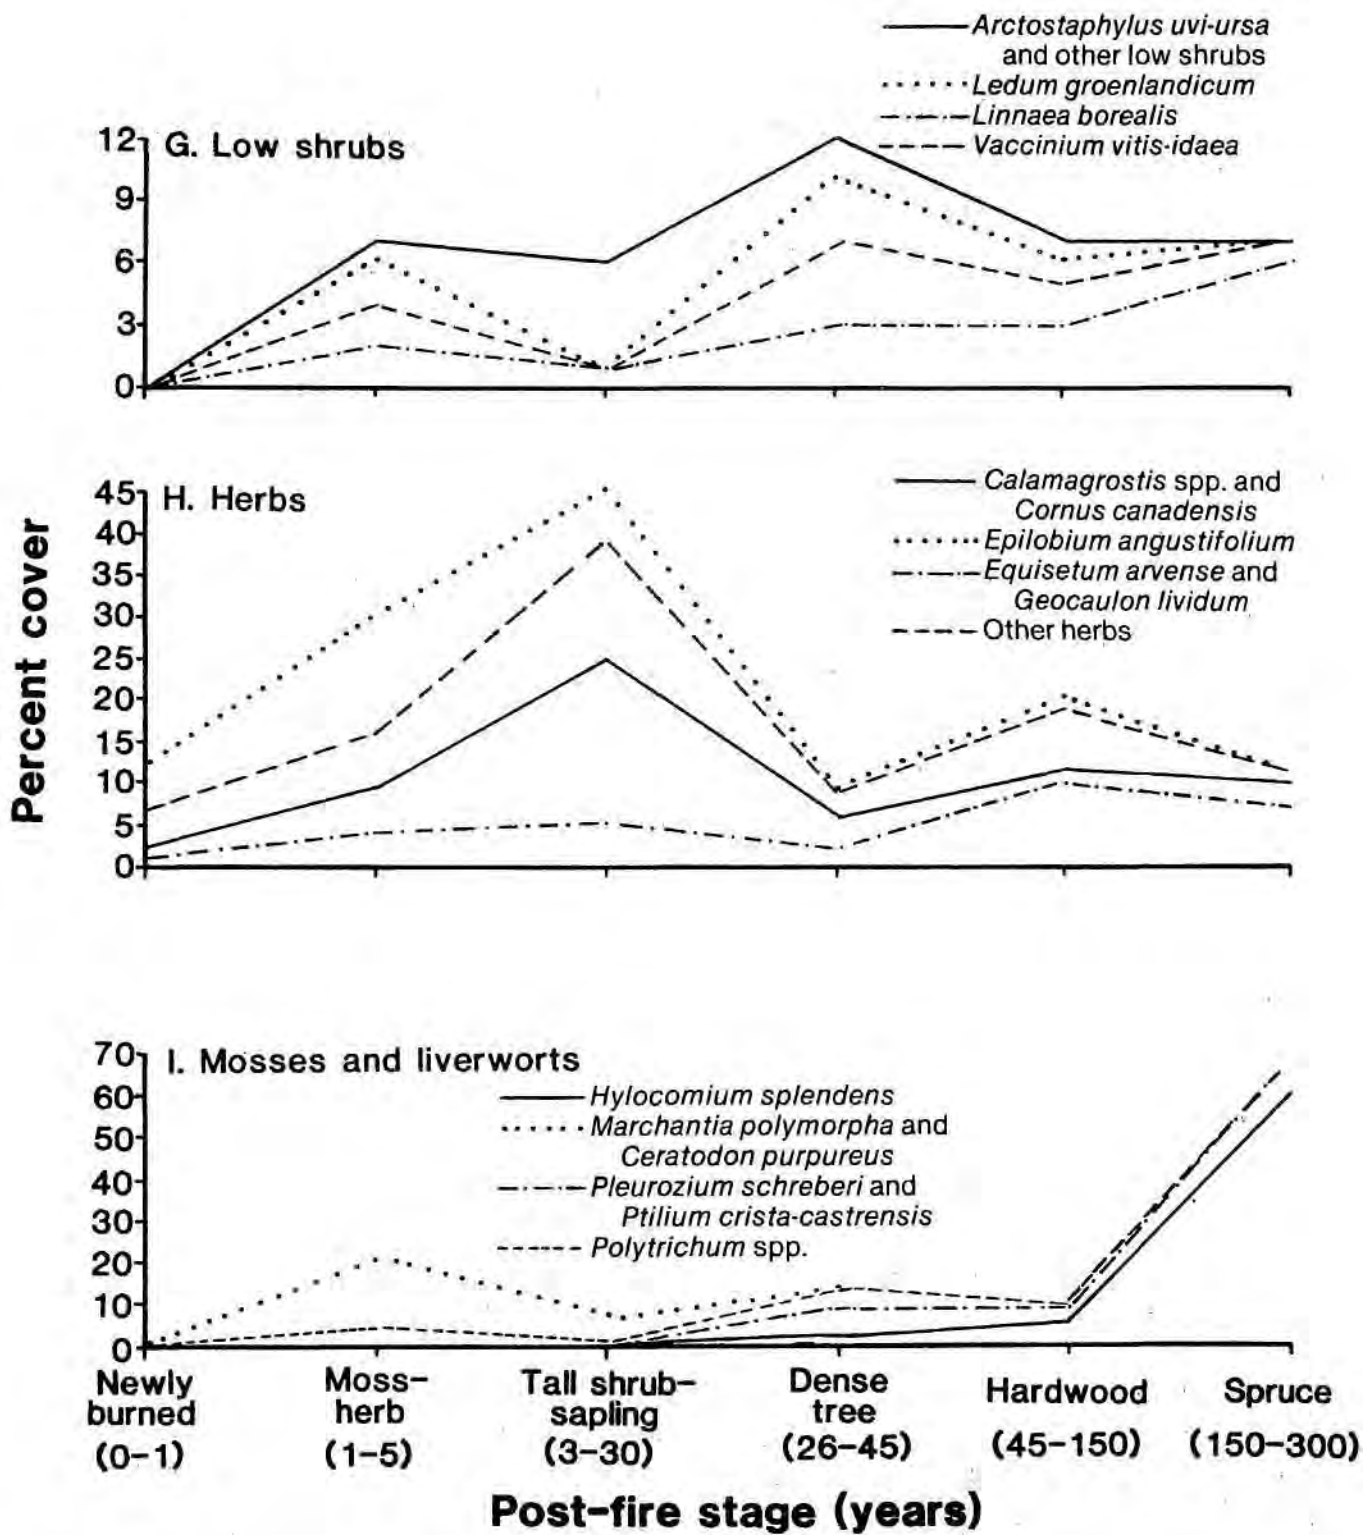 Arctostaphylus uvi-ursa
and other low shrubs
Ledum groenlandicum
Linnaea borealis
Vaccinium vitis-idaea
G. Low shrubs
12
9
6
3
0
Percent cover
H. Herbs
45
40
35
30
25
20
15
10
5
0
Calamagrostis spp. and
Cornus canadensis
Epilobium angustifolium
Equisetum arvense and
Geocaulon lividum
Other herbs
I. Mosses and liverworts
70
60
50
40
30
20
10
0
Hylocomium splendens
Marchantia polymorpha and
Ceratodon purpureus
Pleurozium schreberi and
Ptilium crista-castrensis
Polytrichum spp.
Newly
burned
(0–1)
Moss–
herb
(1–5)
Tall shrub–
sapling
(3–30)
Dense
tree
(26–45)
Hardwood
(45–150)
Spruce
(150–300)
Post–fire stage (years)